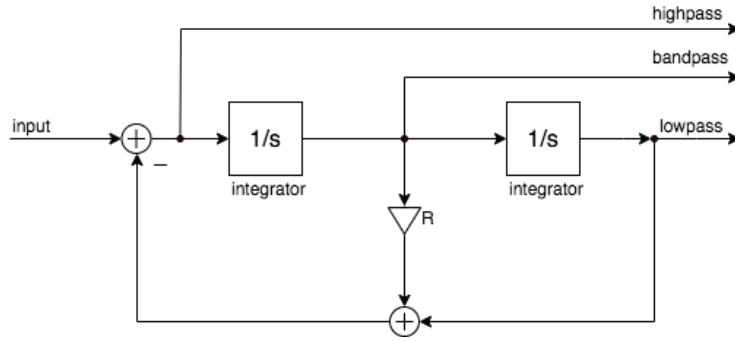 highpass
bandpass
input
+
1/s
1/s
lowpass
−
integrator
integrator
R
+